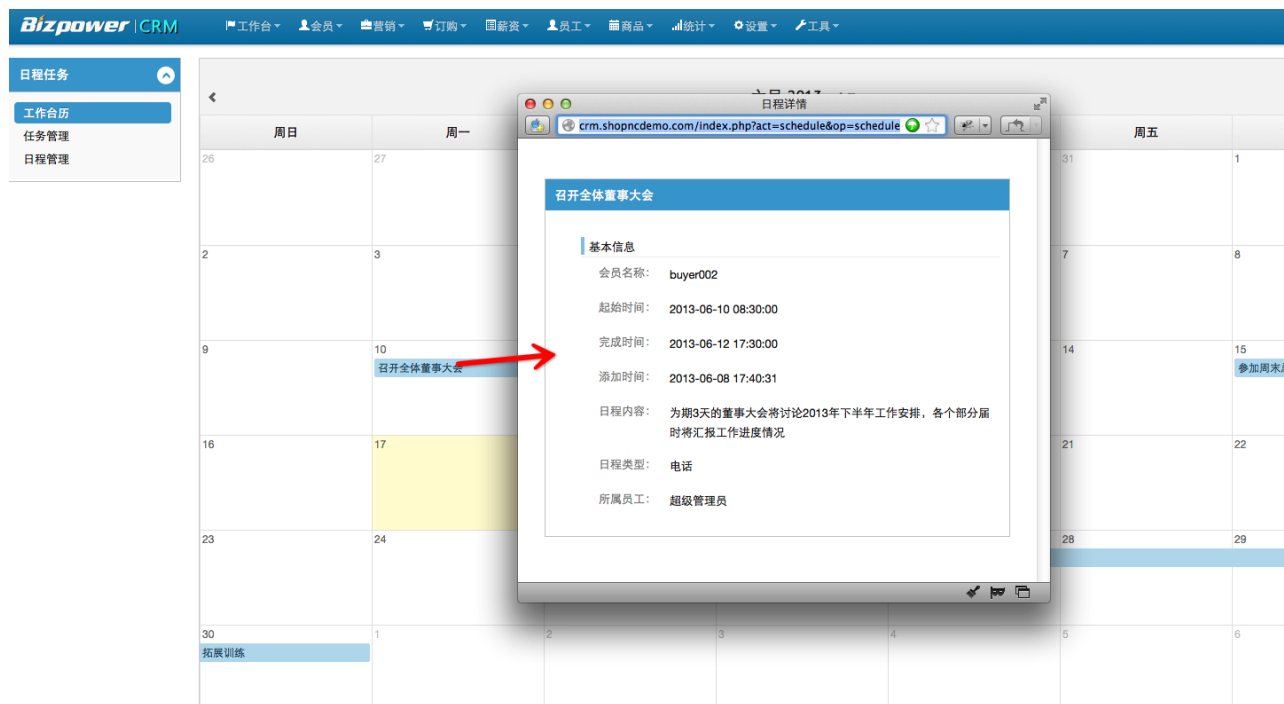 Bizpower | CRM
工作台 会员 营销 订购 薪资 员工 商品 统计 设置 工具
日程任务
工作台历
任务管理
日程管理
周日 周一 周五
26 27 31 1
2 3 7 8
9 10 14 15
召开全体董事大会
16 17 21 22
23 24 28 29
30 1 2 3 4 5 6
拓展训练
日程详情
crm.shopncdemo.com/index.php?act=schedule&op=schedule
召开全体董事大会
基本信息
会员名称: buyer002
起始时间: 2013-06-10 08:30:00
完成时间: 2013-06-12 17:30:00
添加时间: 2013-06-08 17:40:31
日程内容: 为期3天的董事大会将讨论2013年下半年工作安排，各个部分届
时将汇报工作进度情况
日程类型: 电话
所属员工: 超级管理员
参加周末